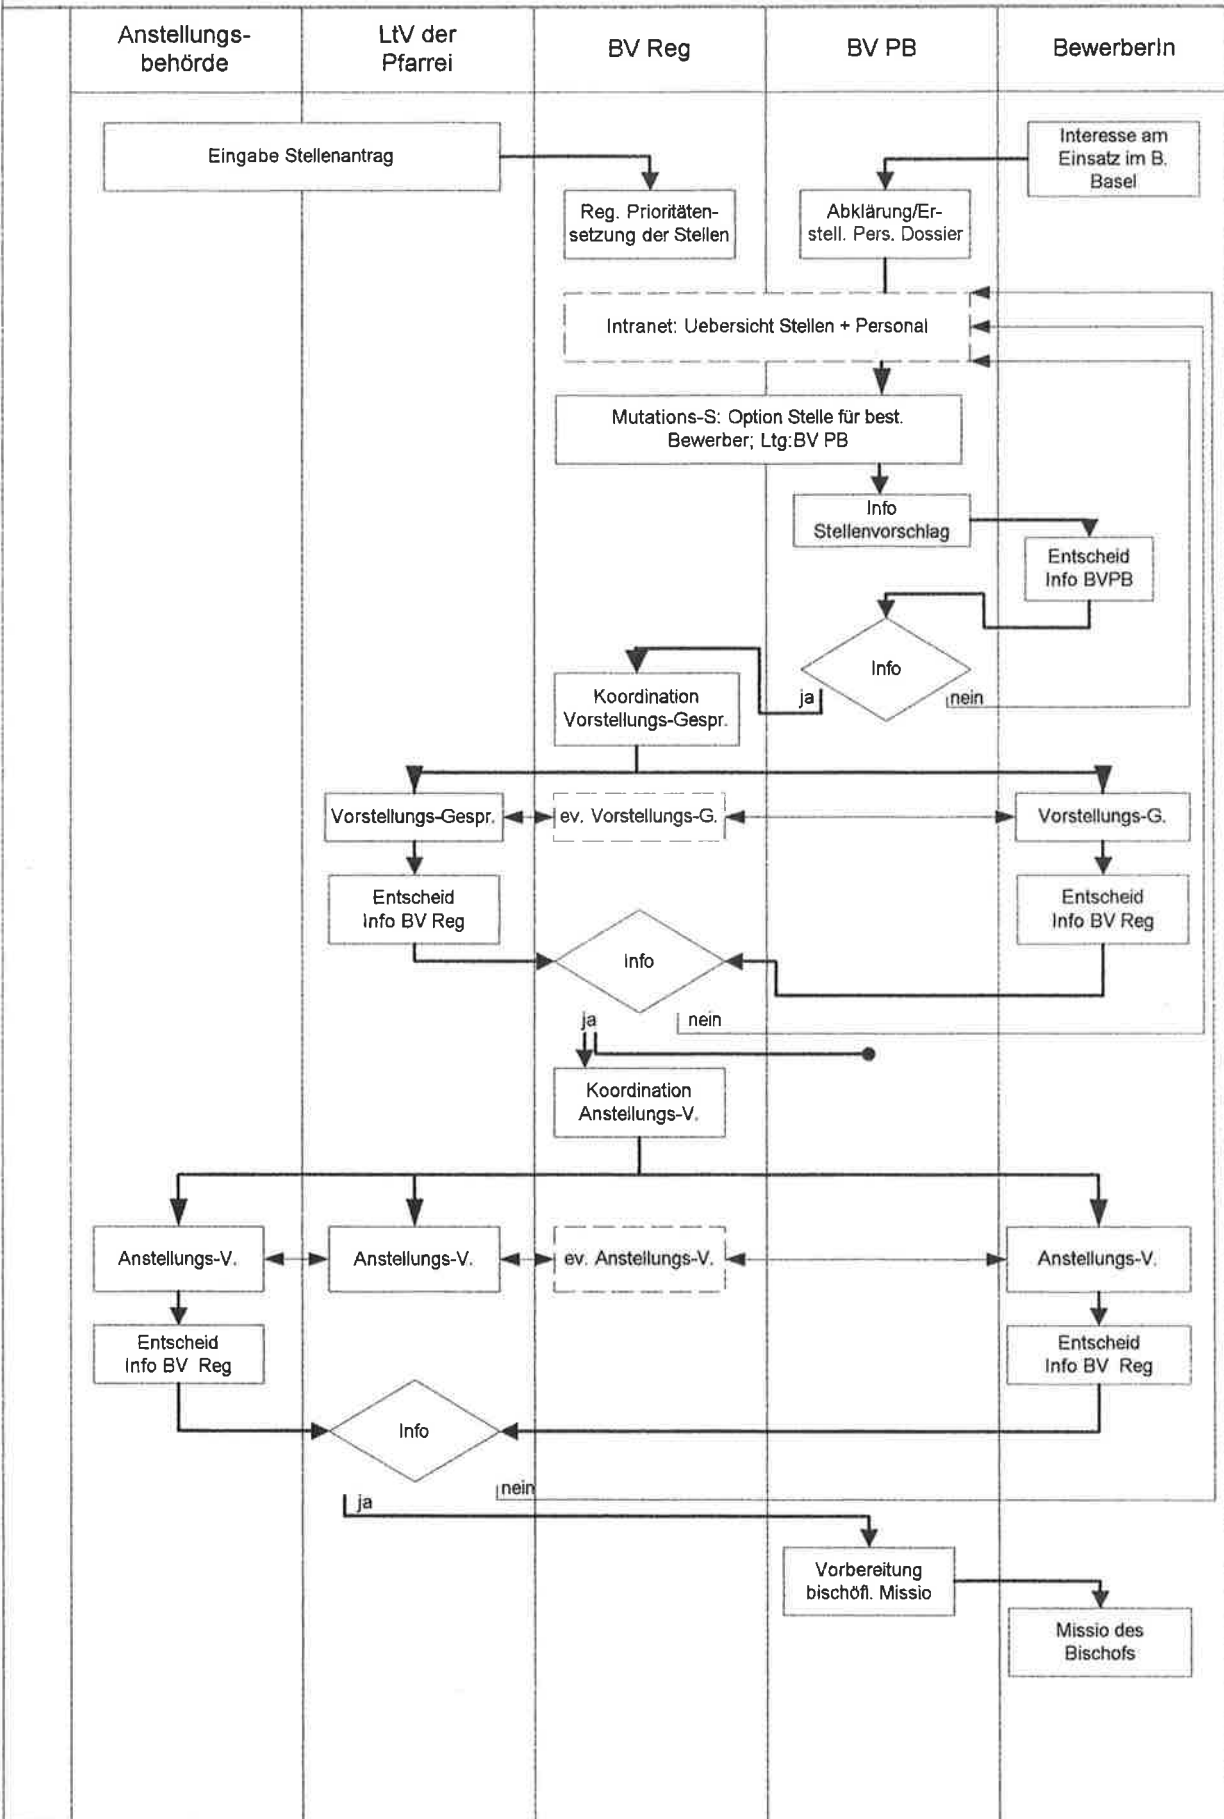 Anstellungs-
behörde
LtV der
Pfarrei
BV Reg
BV PB
BewerberIn
Eingabe Stellenantrag
Interesse am
Einsatz im B.
Basel
Reg. Prioritäten-
setzung der Stellen
Abklärung/Er-
stell. Pers. Dossier
Intranet: Uebersicht Stellen + Personal
Mutations-S: Option Stelle für best.
Bewerber; Ltg:BV PB
Info
Stellenvorschlag
Entscheid
Info BVPB
Info
ja
nein
Koordination
Vorstellungs-Gespr.
Vorstellungs-Gespr.
ev. Vorstellungs-G.
Vorstellungs-G.
Entscheid
Info BV Reg
Entscheid
Info BV Reg
Info
ja
nein
Koordination
Anstellungs-V.
Anstellungs-V.
Anstellungs-V.
ev. Anstellungs-V.
Anstellungs-V.
Entscheid
Info BV Reg
Entscheid
Info BV Reg
Info
ja
nein
Vorbereitung
bischöfl. Missio
Missio des
Bischofs